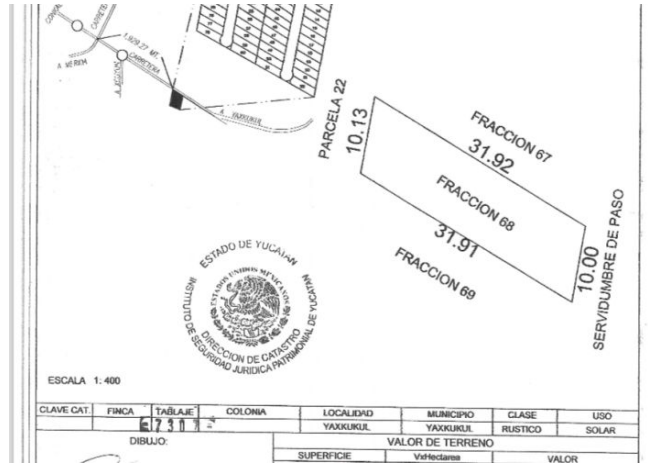 CARRETERA
1,929.27 MT.
A MERIDA
CARRETERA
A YAXKUKUL
PARCELA 22
10.13
FRACCION 67
31.92
FRACCION 68
31.91
FRACCION 69
10.00
SERVIDUMBRE DE PASO
ESTADO DE YUCATAN
ESTADOS UNIDOS MEXICANOS
DIRECCION DE CATASTRO
INSTITUTO DE SEGURIDAD JURIDICA PATRIMONIAL DE YUCATAN
ESCALA 1:400
CLAVE CAT. FINCA TABLAJE COLONIA LOCALIDAD MUNICIPIO CLASE USO
YAXKUKUL YAXKUKUL RUSTICO SOLAR
DIBUJO: VALOR DE TERRENO
SUPERFICIE VxHectarea VALOR